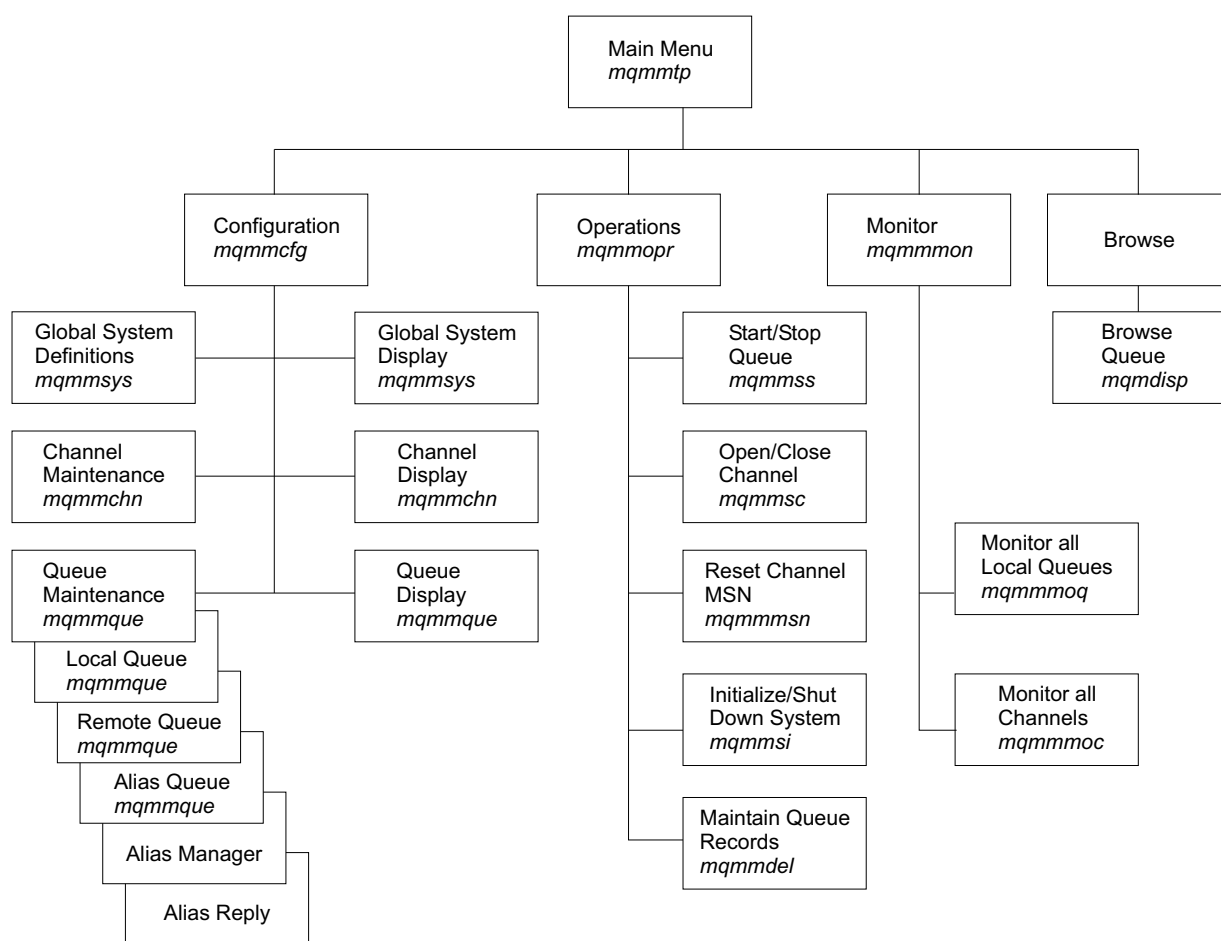 Main Menu
mqmmtp
Configuration
mqmmcfg
Operations
mqmmopr
Monitor
mqmmmon
Browse
Global System
Definitions
mqmmsys
Global System
Display
mqmmsys
Start/Stop
Queue
mqmmss
Browse
Queue
mqmdisp
Channel
Maintenance
mqmmchn
Channel
Display
mqmmchn
Open/Close
Channel
mqmmsc
Queue
Maintenance
mqmmque
Queue
Display
mqmmque
Reset Channel
MSN
mqmmmsn
Monitor all
Local Queues
mqmmmoq
Local Queue
mqmmque
Remote Queue
mqmmque
Alias Queue
mqmmque
Alias Manager
Alias Reply
Initialize/Shut
Down System
mqmmsi
Monitor all
Channels
mqmmmoc
Maintain Queue
Records
mqmmdel